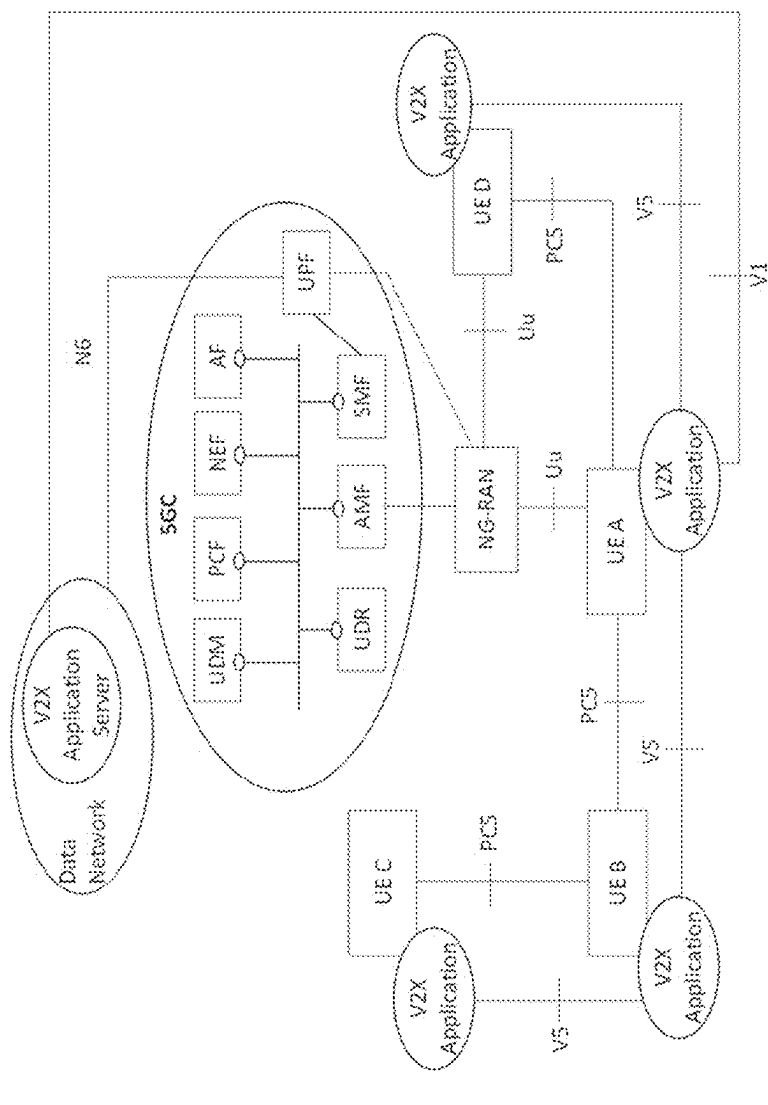 Data
Network
V2X
Application
Server
N6
5GC
UDM
PCF
NEF
AF
UDR
AMF
SMF
UPF
V2X
Application
UE C
PC5
V5
NG-RAN
Uu
Uu
UE D
V2X
Application
PC5
V2X
Application
UE B
PC5
V5
UE A
V2X
Application
V5
V1